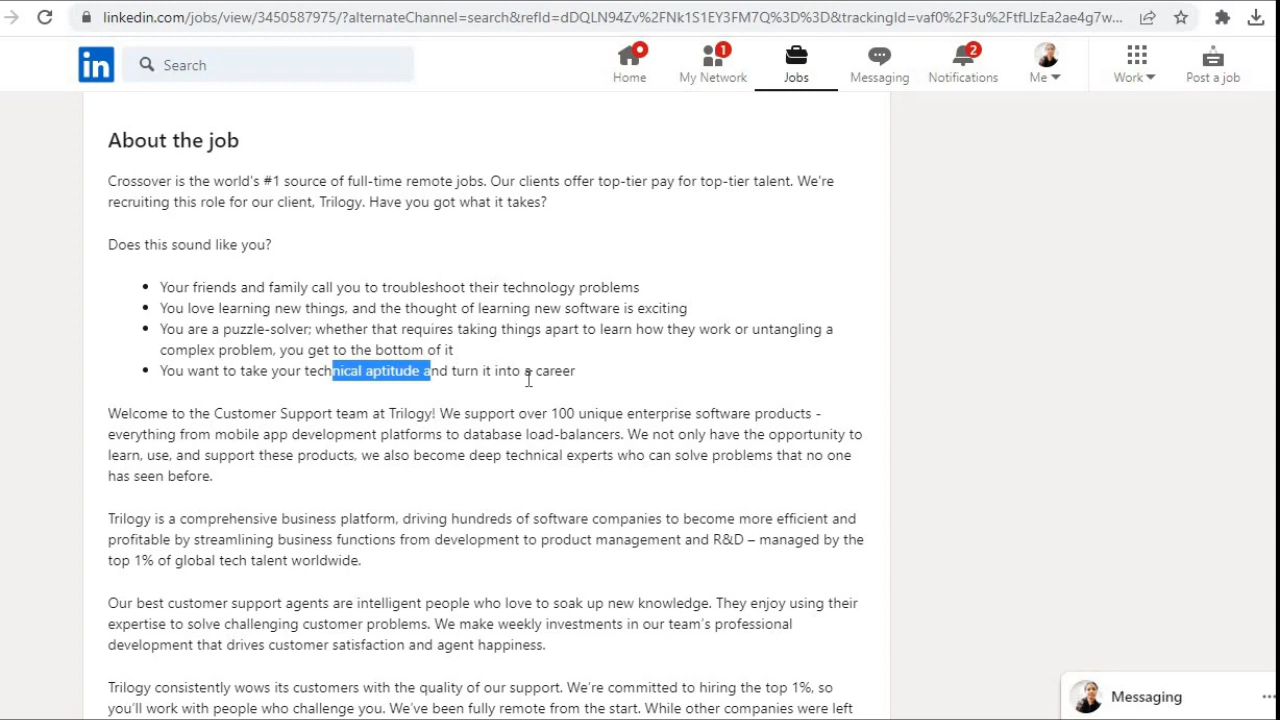 linkedin.com/jobs/view/3450587975/?alternateChannel=search&refId=dDQLN94Zv%2FNk1S1EY3FM7Q%3D%3D&trackingId=vaf0%2F3u%2FtfLlzEa2ae4g7w...
in
Search
Home
1
My Network
Jobs
Messaging
2
Notifications
Me
Work
Post a job
About the job
Crossover is the world's #1 source of full-time remote jobs. Our clients offer top-tier pay for top-tier talent. We're
recruiting this role for our client, Trilogy. Have you got what it takes?
Does this sound like you?
• Your friends and family call you to troubleshoot their technology problems
• You love learning new things, and the thought of learning new software is exciting
• You are a puzzle-solver; whether that requires taking things apart to learn how they work or untangling a
complex problem, you get to the bottom of it
• You want to take your technical aptitude and turn it into a career
Welcome to the Customer Support team at Trilogy! We support over 100 unique enterprise software products -
everything from mobile app development platforms to database load-balancers. We not only have the opportunity to
learn, use, and support these products, we also become deep technical experts who can solve problems that no one
has seen before.
Trilogy is a comprehensive business platform, driving hundreds of software companies to become more efficient and
profitable by streamlining business functions from development to product management and R&D – managed by the
top 1% of global tech talent worldwide.
Our best customer support agents are intelligent people who love to soak up new knowledge. They enjoy using their
expertise to solve challenging customer problems. We make weekly investments in our team's professional
development that drives customer satisfaction and agent happiness.
Trilogy consistently wows its customers with the quality of our support. We're committed to hiring the top 1%, so
you'll work with people who challenge you. We've been fully remote from the start. While other companies were left
Messaging